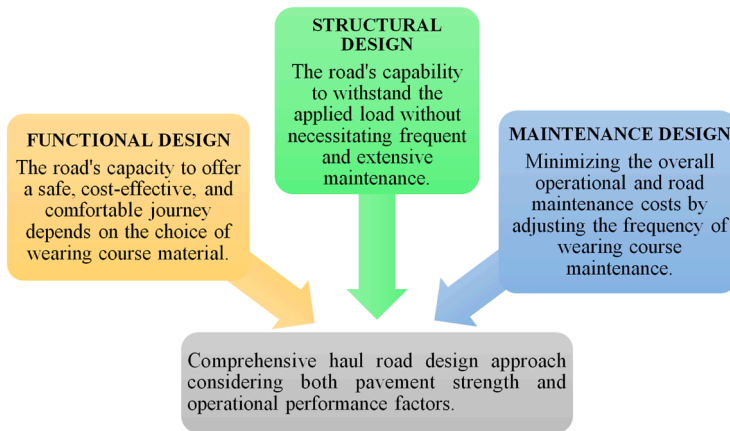 STRUCTURAL
DESIGN
The road's capability
to withstand the
applied load without
necessitating frequent
and extensive
maintenance.
FUNCTIONAL DESIGN
The road's capacity to offer
a safe, cost-effective, and
comfortable journey
depends on the choice of
wearing course material.
MAINTENANCE DESIGN
Minimizing the overall
operational and road
maintenance costs by
adjusting the frequency of
wearing course
maintenance.
Comprehensive haul road design approach
considering both pavement strength and
operational performance factors.